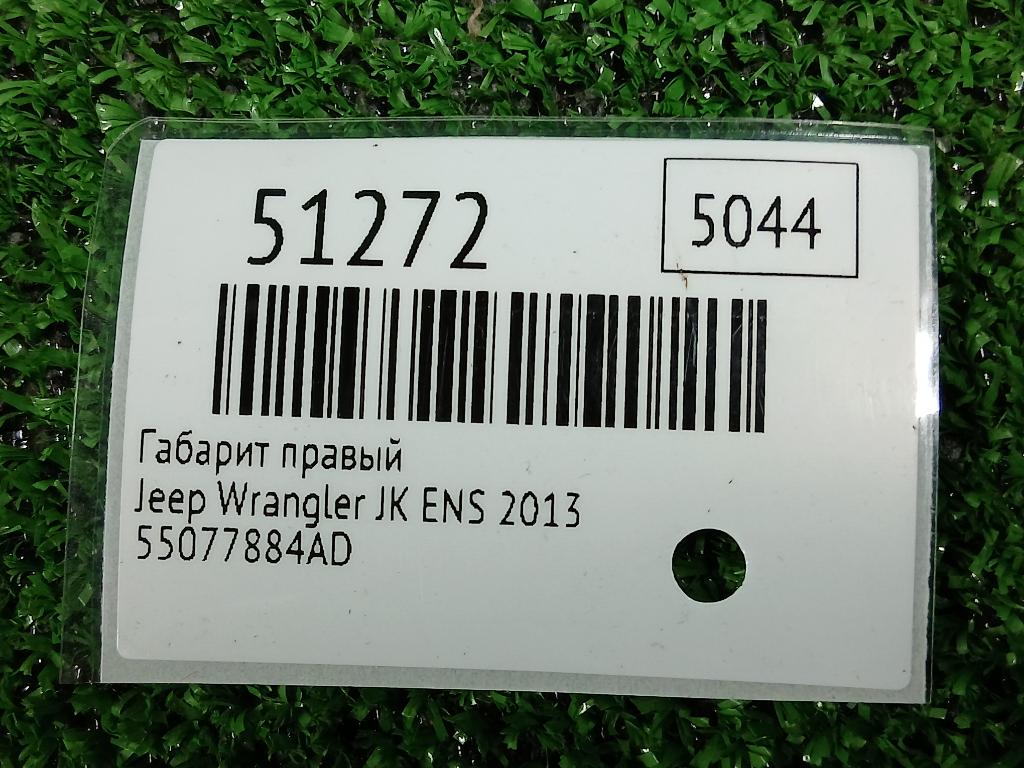 51272
5044
Габарит правый
Jeep Wrangler JK ENS 2013
55077884AD